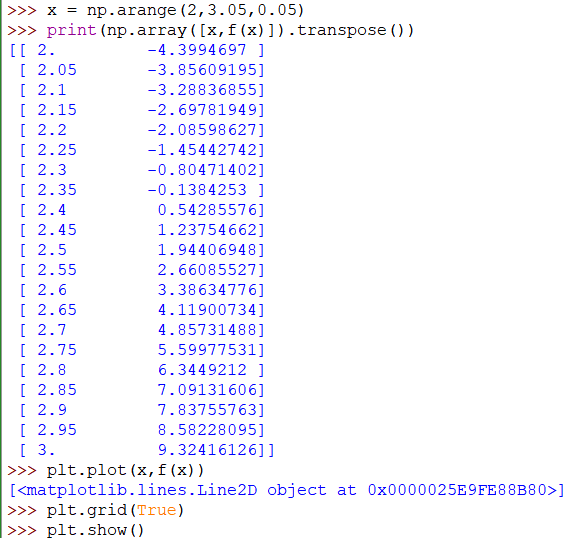 >>> x = np.arange(2,3.05,0.05)
>>> print(np.array([x,f(x)]).transpose())
[[ 2.         -4.3994697 ]
 [ 2.05       -3.85609195]
 [ 2.1        -3.28836855]
 [ 2.15       -2.69781949]
 [ 2.2        -2.08598627]
 [ 2.25       -1.45442742]
 [ 2.3        -0.80471402]
 [ 2.35       -0.1384253 ]
 [ 2.4         0.54285576]
 [ 2.45        1.23754662]
 [ 2.5         1.94406948]
 [ 2.55        2.66085527]
 [ 2.6         3.38634776]
 [ 2.65        4.11900734]
 [ 2.7         4.85731488]
 [ 2.75        5.59977531]
 [ 2.8         6.3449212 ]
 [ 2.85        7.09131606]
 [ 2.9         7.83755763]
 [ 2.95        8.58228095]
 [ 3.          9.32416126]]
>>> plt.plot(x,f(x))
[<matplotlib.lines.Line2D object at 0x0000025E9FE88B80>]
>>> plt.grid(True)
>>> plt.show()